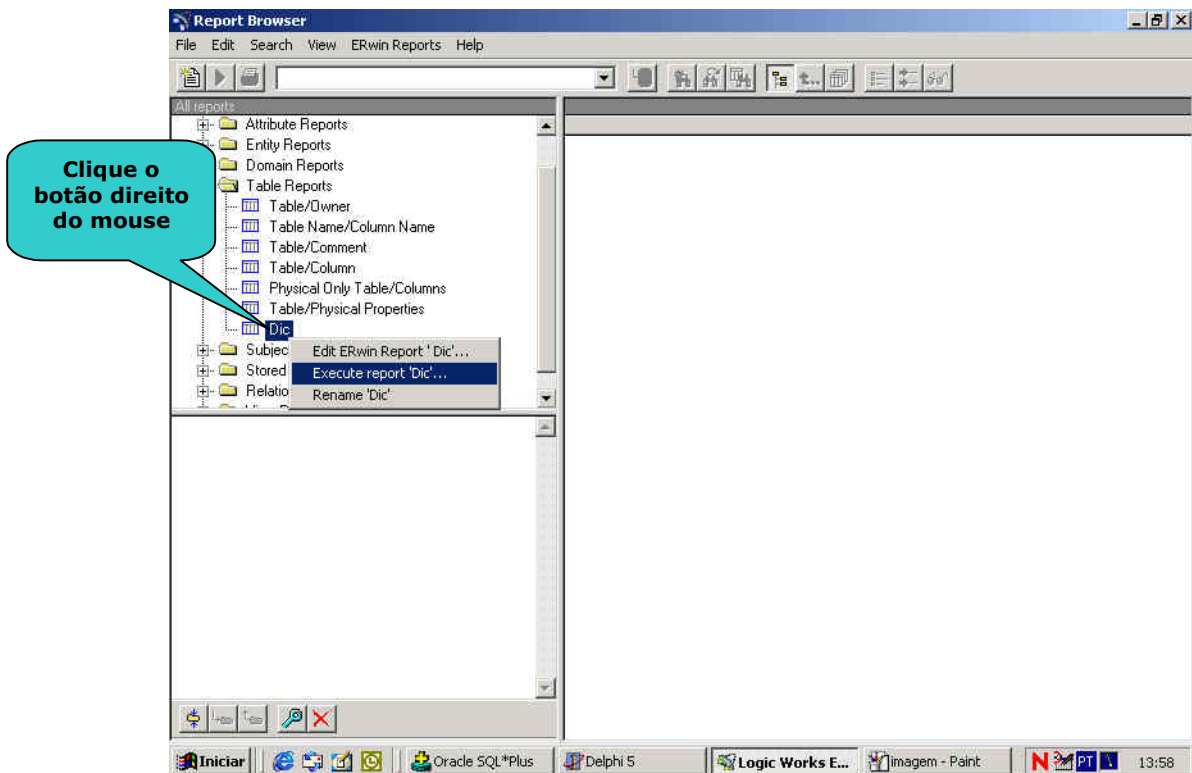 Report Browser
File Edit Search View ERwin Reports Help
All reports
Attribute Reports
Entity Reports
Domain Reports
Table Reports
Table/Owner
Table Name/Column Name
Table/Comment
Table/Column
Physical Only Table/Columns
Table/Physical Properties
Dic
Clique o
botão direito
do mouse
Subjec
Edit ERwin Report ' Dic'...
Stored
Execute report 'Dic'...
Relatio
Rename 'Dic'
Iniciar
Oracle SQL*Plus
Delphi 5
Logic Works E...
imagem - Paint
N
PT
13:58